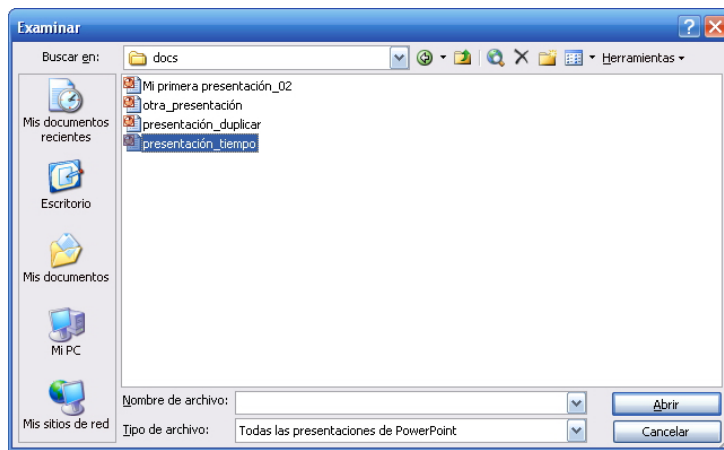 Examinar
Buscar en:
docs
Herramientas
Mi primera presentación_02
otra_presentación
presentación_duplicar
presentación_tiempo
Mis documentos
recientes
Escritorio
Mis documentos
Mi PC
Mis sitios de red
Nombre de archivo:
Abrir
Tipo de archivo:
Todas las presentaciones de PowerPoint
Cancelar